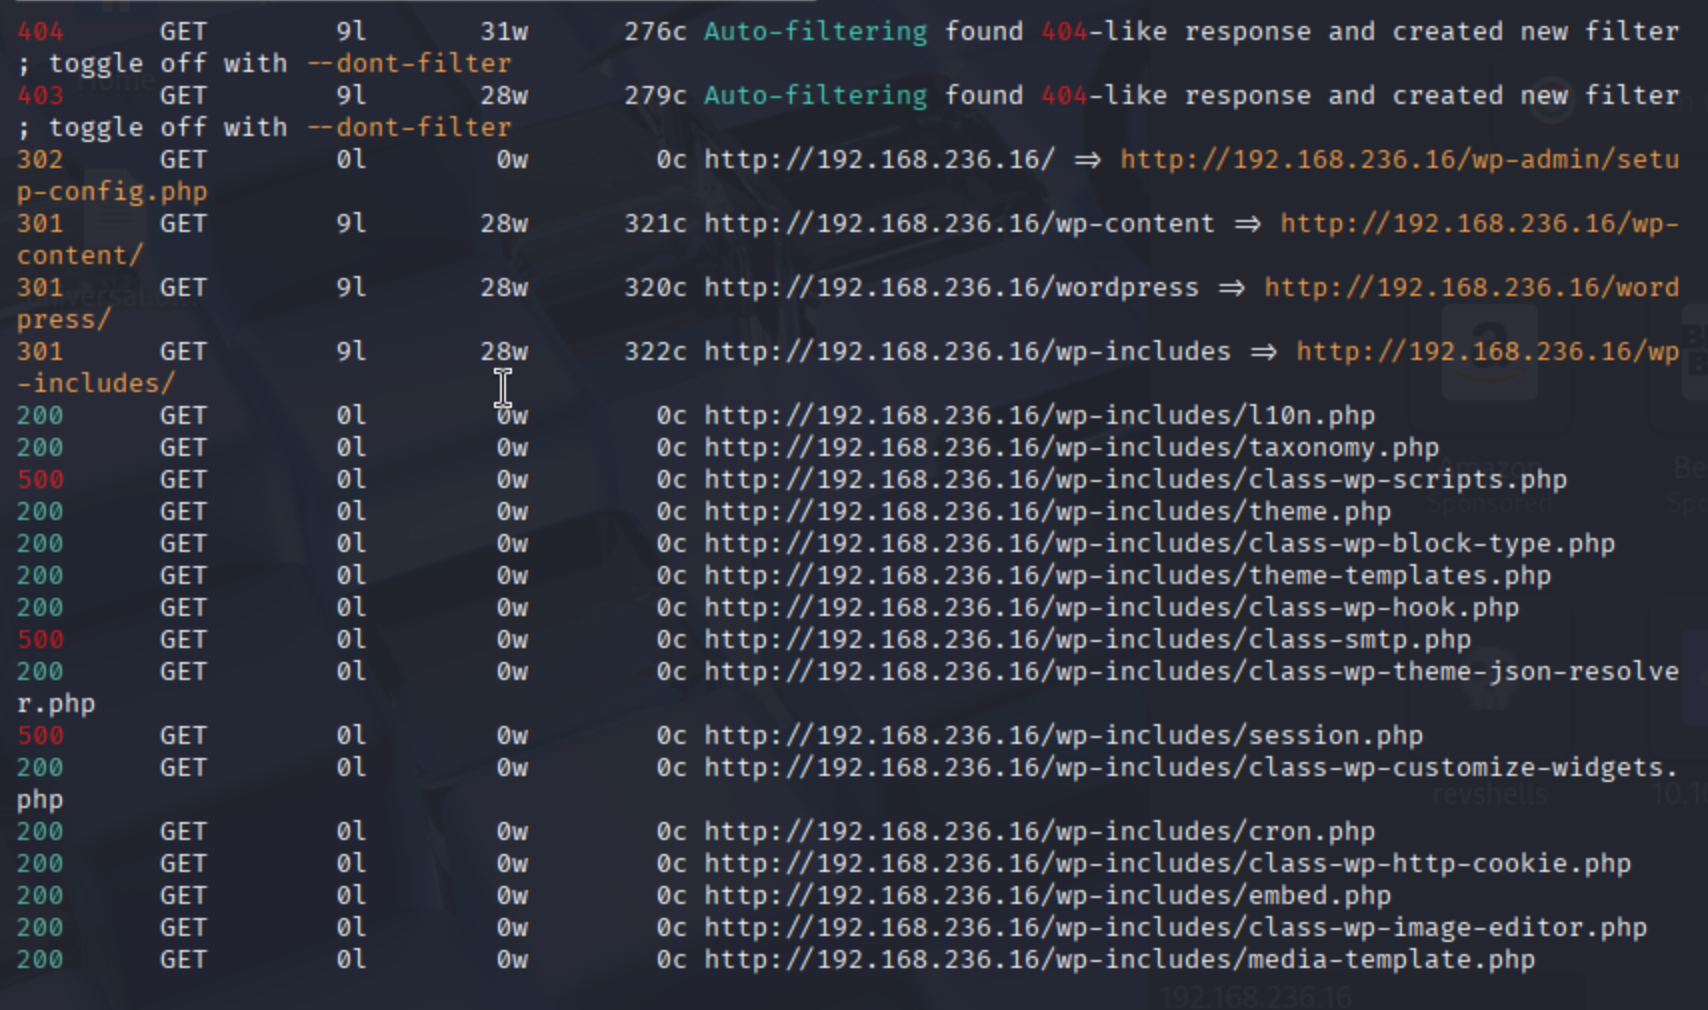 404 GET 9l 31w 276c Auto-filtering found 404-like response and created new filter
; toggle off with --dont-filter
403 GET 9l 28w 279c Auto-filtering found 404-like response and created new filter
; toggle off with --dont-filter
302 GET 0l 0w 0c http://192.168.236.16/ => http://192.168.236.16/wp-admin/setu
p-config.php
301 GET 9l 28w 321c http://192.168.236.16/wp-content => http://192.168.236.16/wp-
content/
301 GET 9l 28w 320c http://192.168.236.16/wordpress => http://192.168.236.16/word
press/
301 GET 9l 28w 322c http://192.168.236.16/wp-includes => http://192.168.236.16/wp
-includes/
200 GET 0l 0w 0c http://192.168.236.16/wp-includes/l10n.php
200 GET 0l 0w 0c http://192.168.236.16/wp-includes/taxonomy.php
500 GET 0l 0w 0c http://192.168.236.16/wp-includes/class-wp-scripts.php
200 GET 0l 0w 0c http://192.168.236.16/wp-includes/theme.php
200 GET 0l 0w 0c http://192.168.236.16/wp-includes/class-wp-block-type.php
200 GET 0l 0w 0c http://192.168.236.16/wp-includes/theme-templates.php
200 GET 0l 0w 0c http://192.168.236.16/wp-includes/class-wp-hook.php
500 GET 0l 0w 0c http://192.168.236.16/wp-includes/class-smtp.php
200 GET 0l 0w 0c http://192.168.236.16/wp-includes/class-wp-theme-json-resolve
r.php
500 GET 0l 0w 0c http://192.168.236.16/wp-includes/session.php
200 GET 0l 0w 0c http://192.168.236.16/wp-includes/class-wp-customize-widgets.
php
200 GET 0l 0w 0c http://192.168.236.16/wp-includes/cron.php
200 GET 0l 0w 0c http://192.168.236.16/wp-includes/class-wp-http-cookie.php
200 GET 0l 0w 0c http://192.168.236.16/wp-includes/embed.php
200 GET 0l 0w 0c http://192.168.236.16/wp-includes/class-wp-image-editor.php
200 GET 0l 0w 0c http://192.168.236.16/wp-includes/media-template.php
Home
Amazon
Sponsored
revshells
192.168.236.16